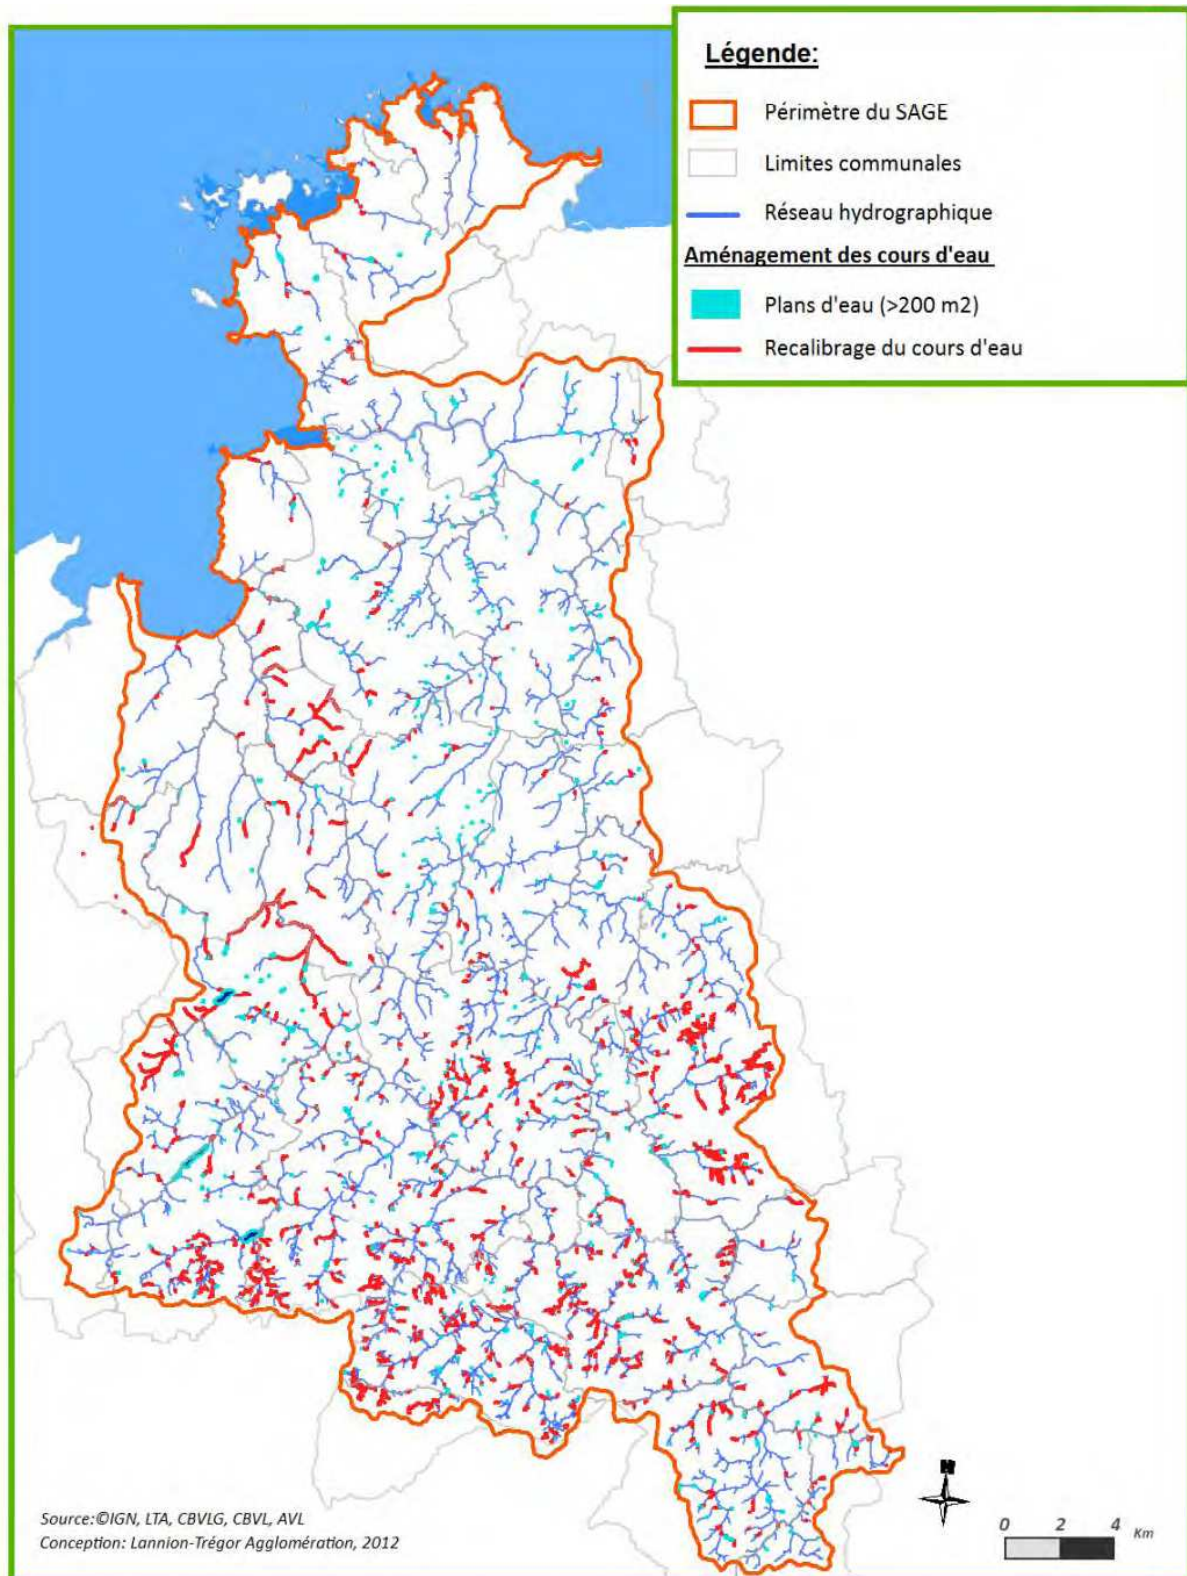 Légende:
Périmètre du SAGE
Limites communales
Réseau hydrographique
Aménagement des cours d'eau
Plans d'eau (>200 m2)
Recalibrage du cours d'eau
N
0 2 4 Km
Source:©IGN, LTA, CBVLG, CBVL, AVL
Conception: Lannion-Trégor Agglomération, 2012